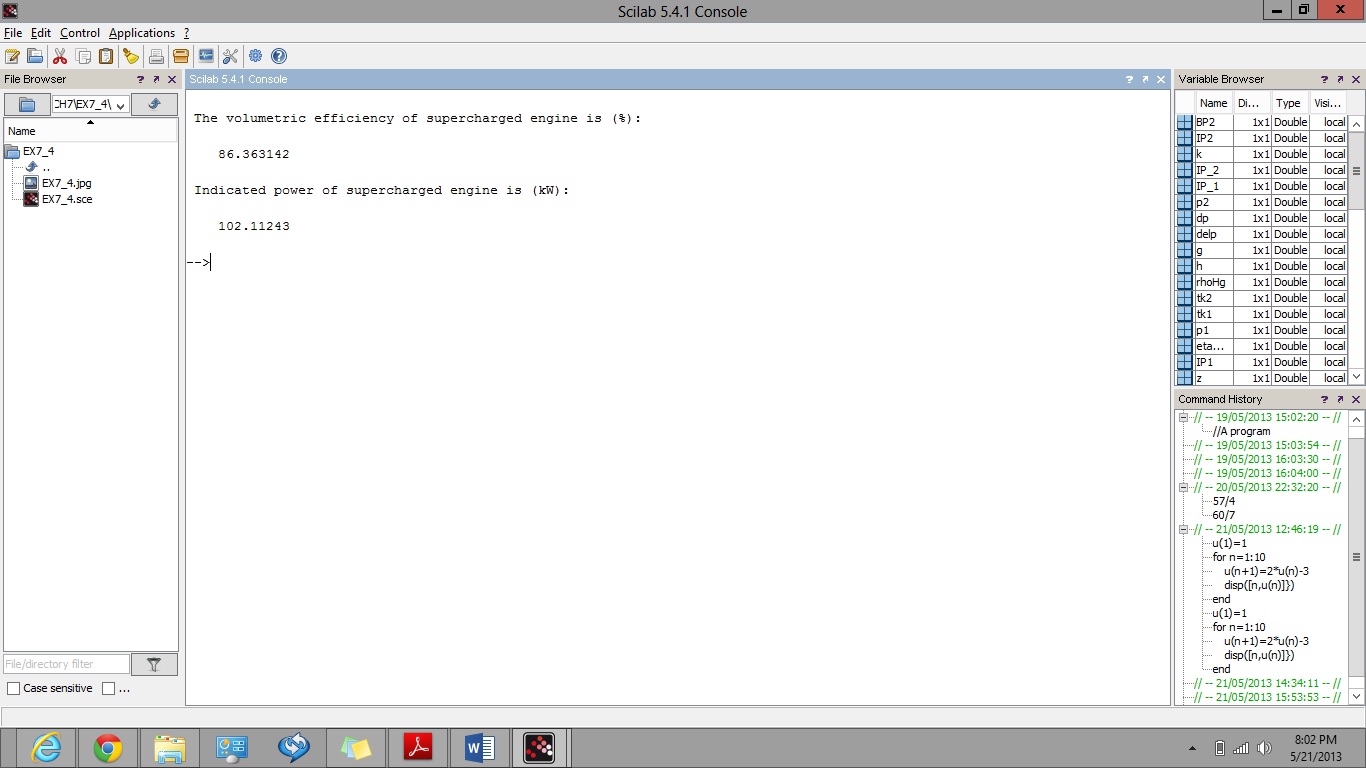 Scilab 5.4.1 Console
File Edit Control Applications ?
File Browser
CH7\EX7_4\
Name
EX7_4
..
EX7_4.jpg
EX7_4.sce
File/directory filter
Case sensitive ...
Scilab 5.4.1 Console
The volumetric efficiency of supercharged engine is (%):
86.363142
Indicated power of supercharged engine is (kW):
102.11243
-->
Variable Browser
Name Di... Type Visi...
BP2 1x1 Double local
IP2 1x1 Double local
k 1x1 Double local
IP_2 1x1 Double local
IP_1 1x1 Double local
p2 1x1 Double local
dp 1x1 Double local
delp 1x1 Double local
g 1x1 Double local
h 1x1 Double local
rhoHg 1x1 Double local
tk2 1x1 Double local
tk1 1x1 Double local
p1 1x1 Double local
eta... 1x1 Double local
IP1 1x1 Double local
z 1x1 Double local
Command History
// -- 19/05/2013 15:02:20 -- //
//A program
// -- 19/05/2013 15:03:54 -- //
// -- 19/05/2013 16:03:30 -- //
// -- 19/05/2013 16:04:00 -- //
// -- 20/05/2013 22:32:20 -- //
57/4
60/7
// -- 21/05/2013 12:46:19 -- //
u(1)=1
for n=1:10
u(n+1)=2*u(n)-3
disp([n,u(n)]})
end
u(1)=1
for n=1:10
u(n+1)=2*u(n)-3
disp([n,u(n)]})
end
// -- 21/05/2013 14:34:11 -- //
// -- 21/05/2013 15:53:53 -- //
8:02 PM
5/21/2013